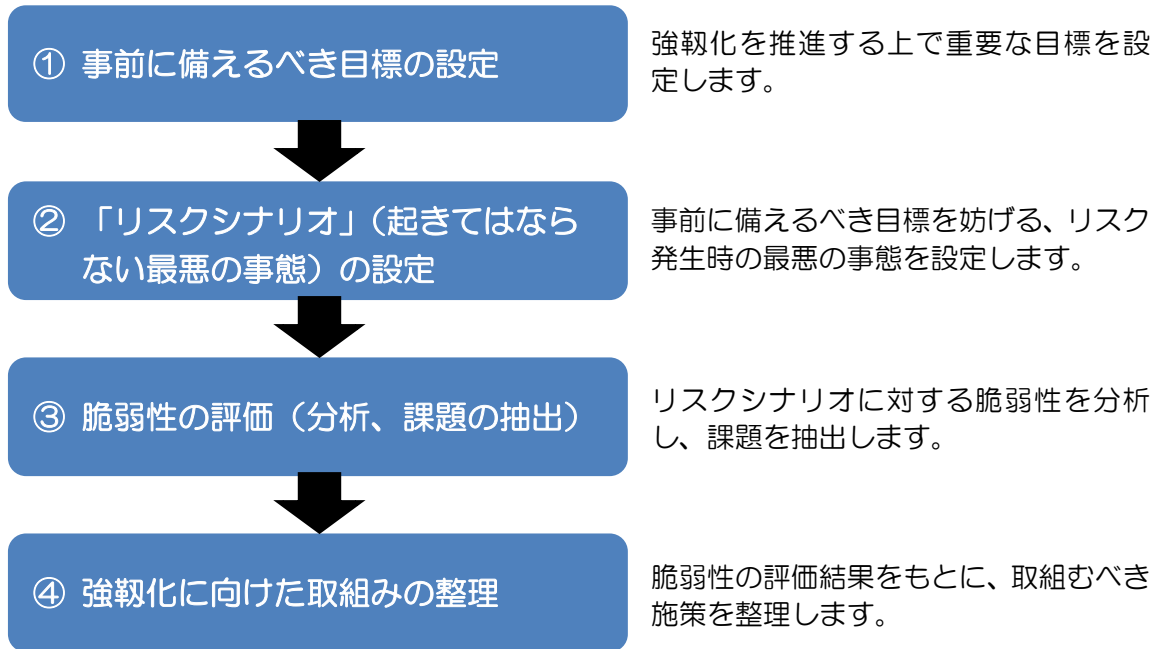 ① 事前に備えるべき目標の設定
強靱化を推進する上で重要な目標を設
定します。
② 「リスクシナリオ」（起きてはなら
ない最悪の事態）の設定
事前に備えるべき目標を妨げる、リスク
発生時の最悪の事態を設定します。
③ 脆弱性の評価（分析、課題の抽出）
リスクシナリオに対する脆弱性を分析
し、課題を抽出します。
④ 強靱化に向けた取組みの整理
脆弱性の評価結果をもとに、取組むべき
施策を整理します。